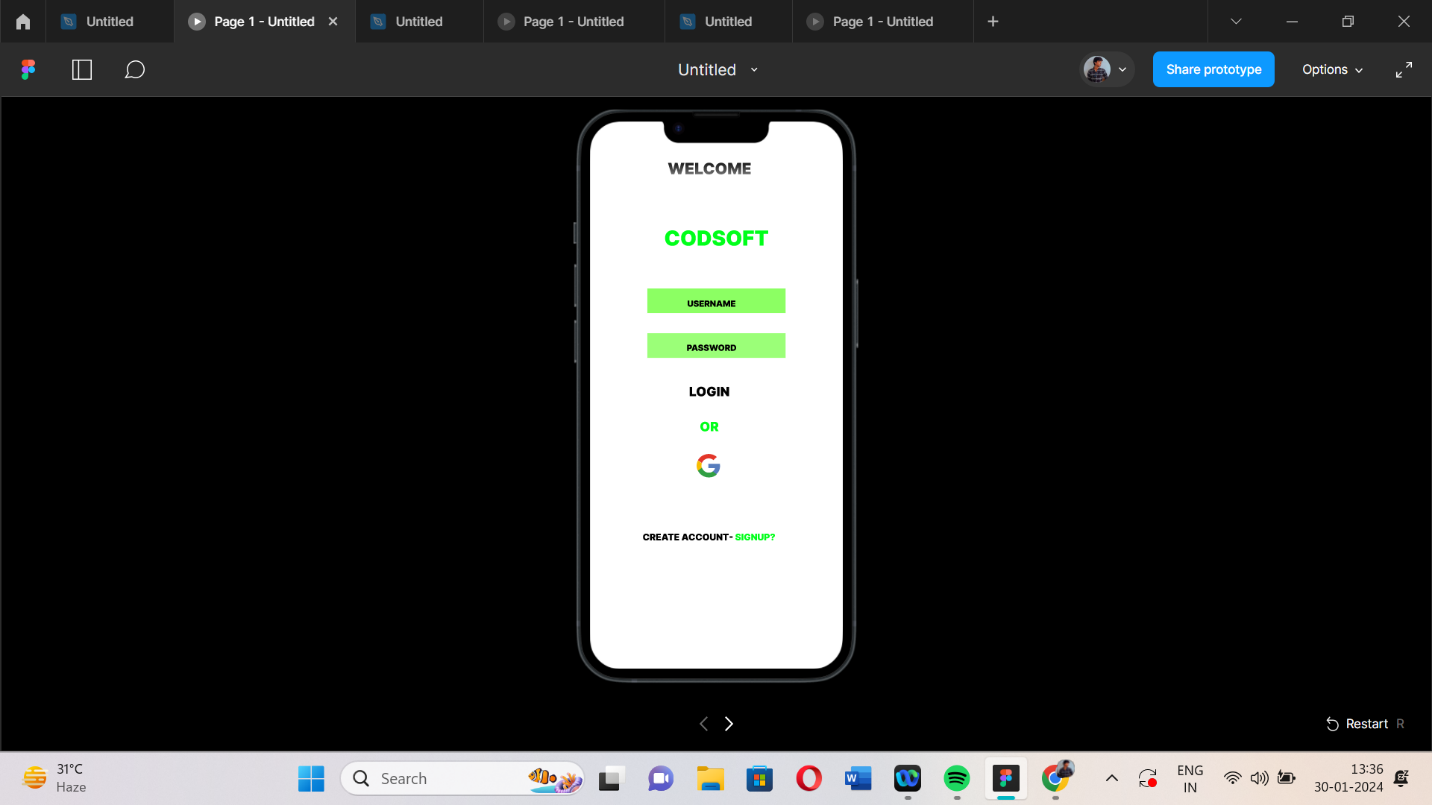 Untitled Page 1 - Untitled Untitled Page 1 - Untitled Untitled Page 1 - Untitled
Untitled Share prototype Options
WELCOME
CODSOFT
USERNAME
PASSWORD
LOGIN
OR
CREATE ACCOUNT- SIGNUP?
Restart R
31°C
Haze
Search
ENG
IN
13:36
30-01-2024